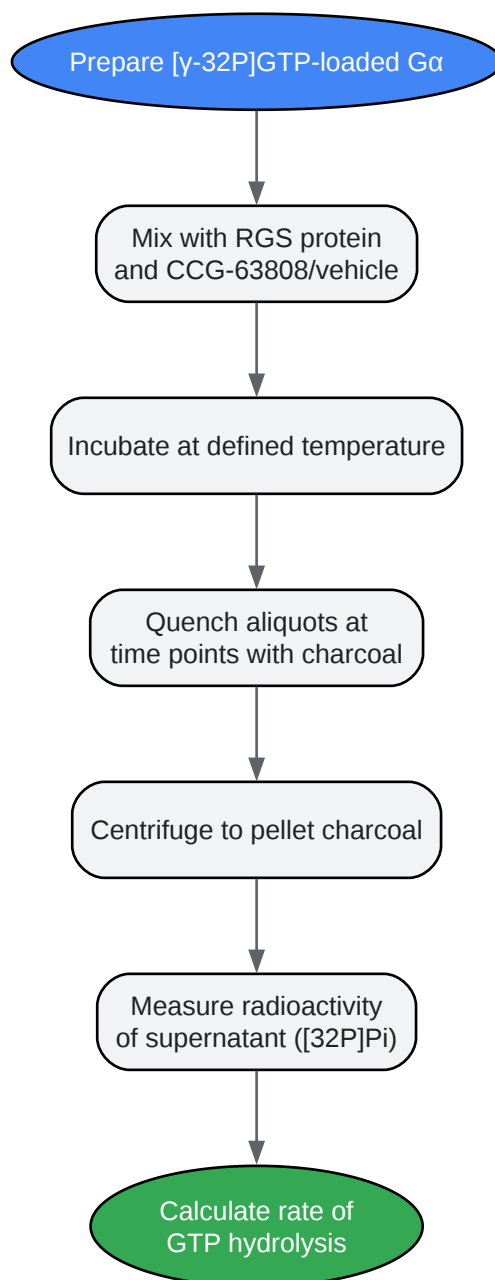 Prepare [γ-32P]GTP-loaded Gα
Mix with RGS protein
and CCG-63808/vehicle
Incubate at defined temperature
Quench aliquots at
time points with charcoal
Centrifuge to pellet charcoal
Measure radioactivity
of supernatant ([32P]Pi)
Calculate rate of
GTP hydrolysis